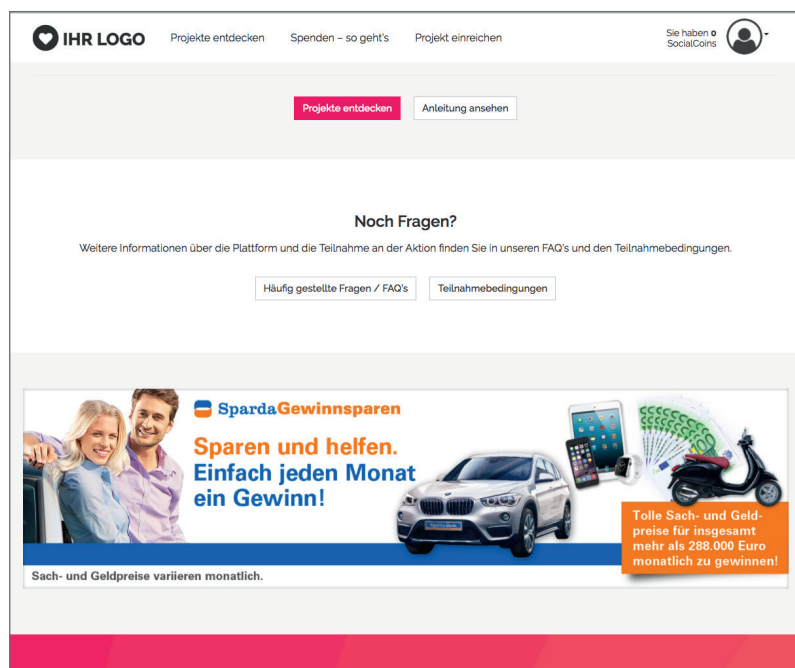 IHR LOGO
Projekte entdecken
Spenden – so geht's
Projekt einreichen
Sie haben 0
SocialCoins
Projekte entdecken
Anleitung ansehen
Noch Fragen?
Weitere Informationen über die Plattform und die Teilnahme an der Aktion finden Sie in unseren FAQ's und den Teilnahmebedingungen.
Häufig gestellte Fragen / FAQ's
Teilnahmebedingungen
SpardaGewinnsparen
Sparen und helfen.
Einfach jeden Monat
ein Gewinn!
Tolle Sach- und Geld-
preise für insgesamt
mehr als 288.000 Euro
monatlich zu gewinnen!
Sach- und Geldpreise variieren monatlich.